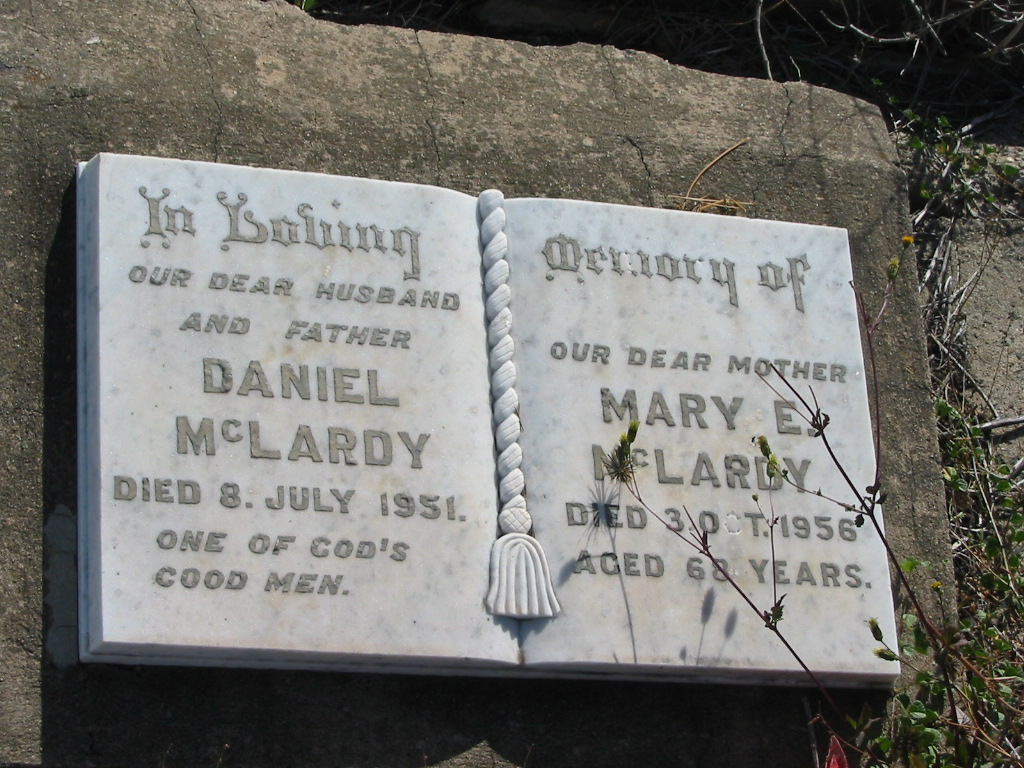 In Loving
OUR DEAR HUSBAND
AND FATHER
DANIEL
McLARDY
DIED 8. JULY 1951.
ONE OF GOD'S
GOOD MEN.
Memory of
OUR DEAR MOTHER
MARY E.
McLARDY
DIED 3. OCT. 1956
AGED 68 YEARS.